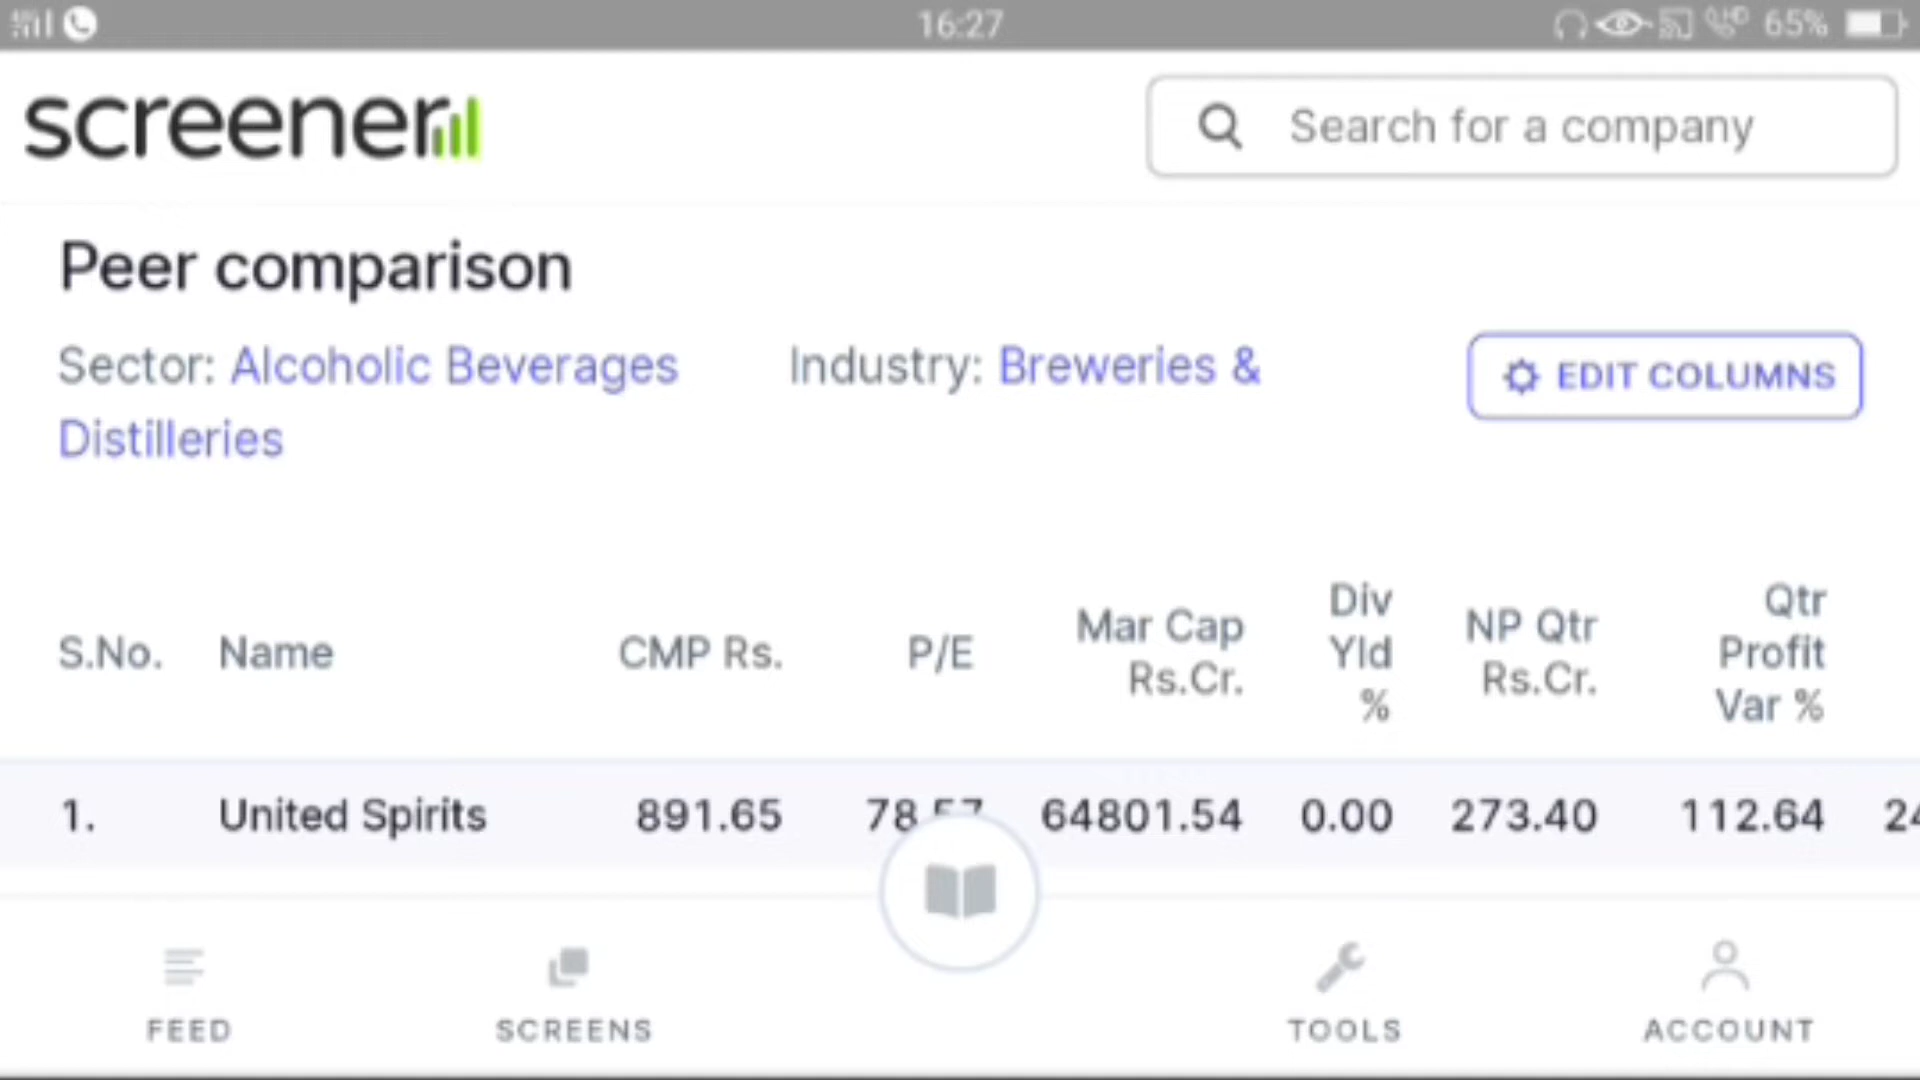 16:27 65%
screener
Search for a company
Peer comparison
Sector: Alcoholic Beverages Industry: Breweries &
Distilleries
EDIT COLUMNS
S.No. Name CMP Rs. P/E Mar Cap Rs.Cr. Div Yld % NP Qtr Rs.Cr. Qtr Profit Var %
1. United Spirits 891.65 78.57 64801.54 0.00 273.40 112.64
FEED SCREENS TOOLS ACCOUNT